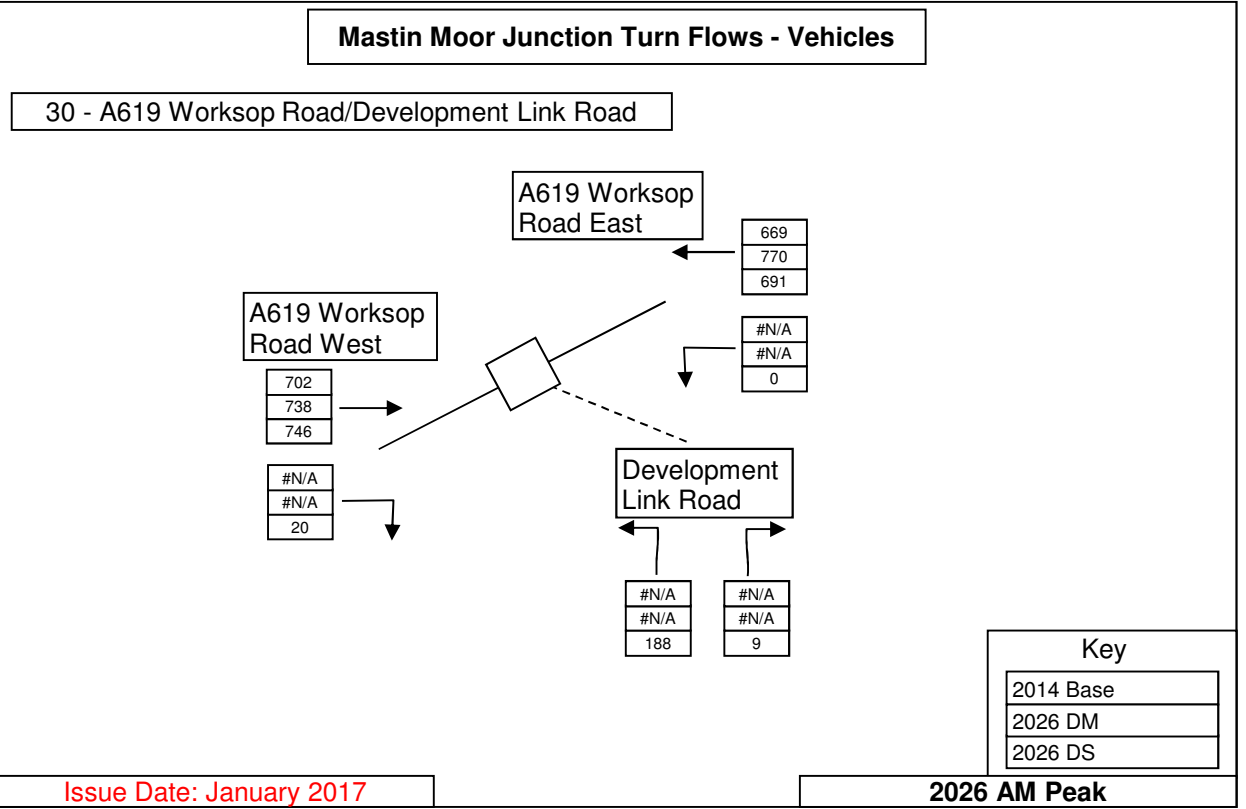 Mastin Moor Junction Turn Flows - Vehicles
30 - A619 Worksop Road/Development Link Road
A619 Worksop
Road East
669
770
691
#N/A
#N/A
0
A619 Worksop
Road West
702
738
746
#N/A
#N/A
20
Development
Link Road
#N/A
#N/A
188
#N/A
#N/A
9
Key
2014 Base
2026 DM
2026 DS
Issue Date: January 2017
2026 AM Peak